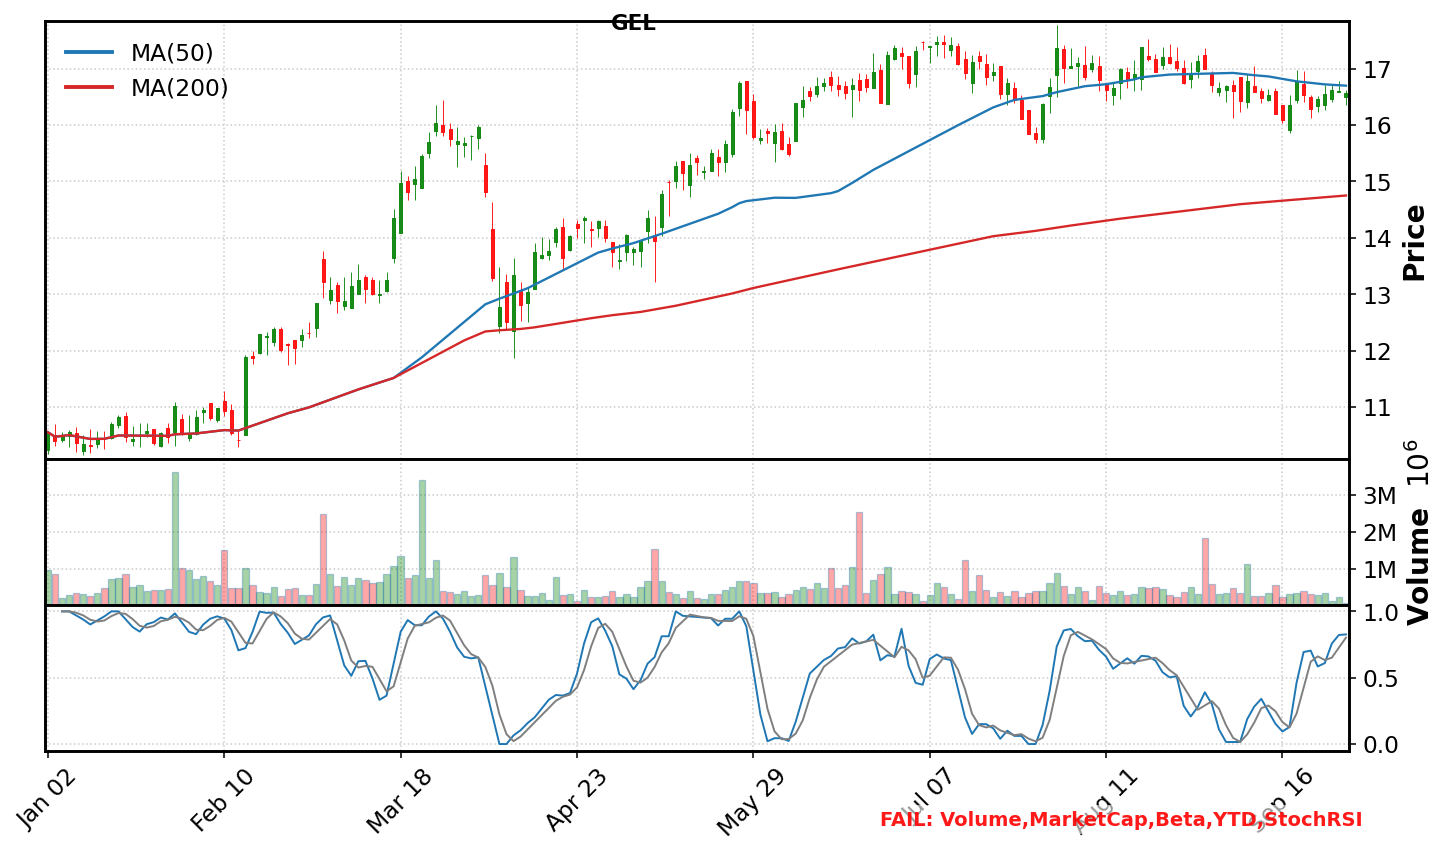 GEL
MA(50)
MA(200)
17
16
15
14
13
12
11
Price
3M
2M
1M
Volume 10^6
1.0
0.5
0.0
Jan 02
Feb 10
Mar 18
Apr 23
May 29
Jul 07
Aug 11
Sep 16
FAIL: Volume,MarketCap,Beta,YTD,StochRSI